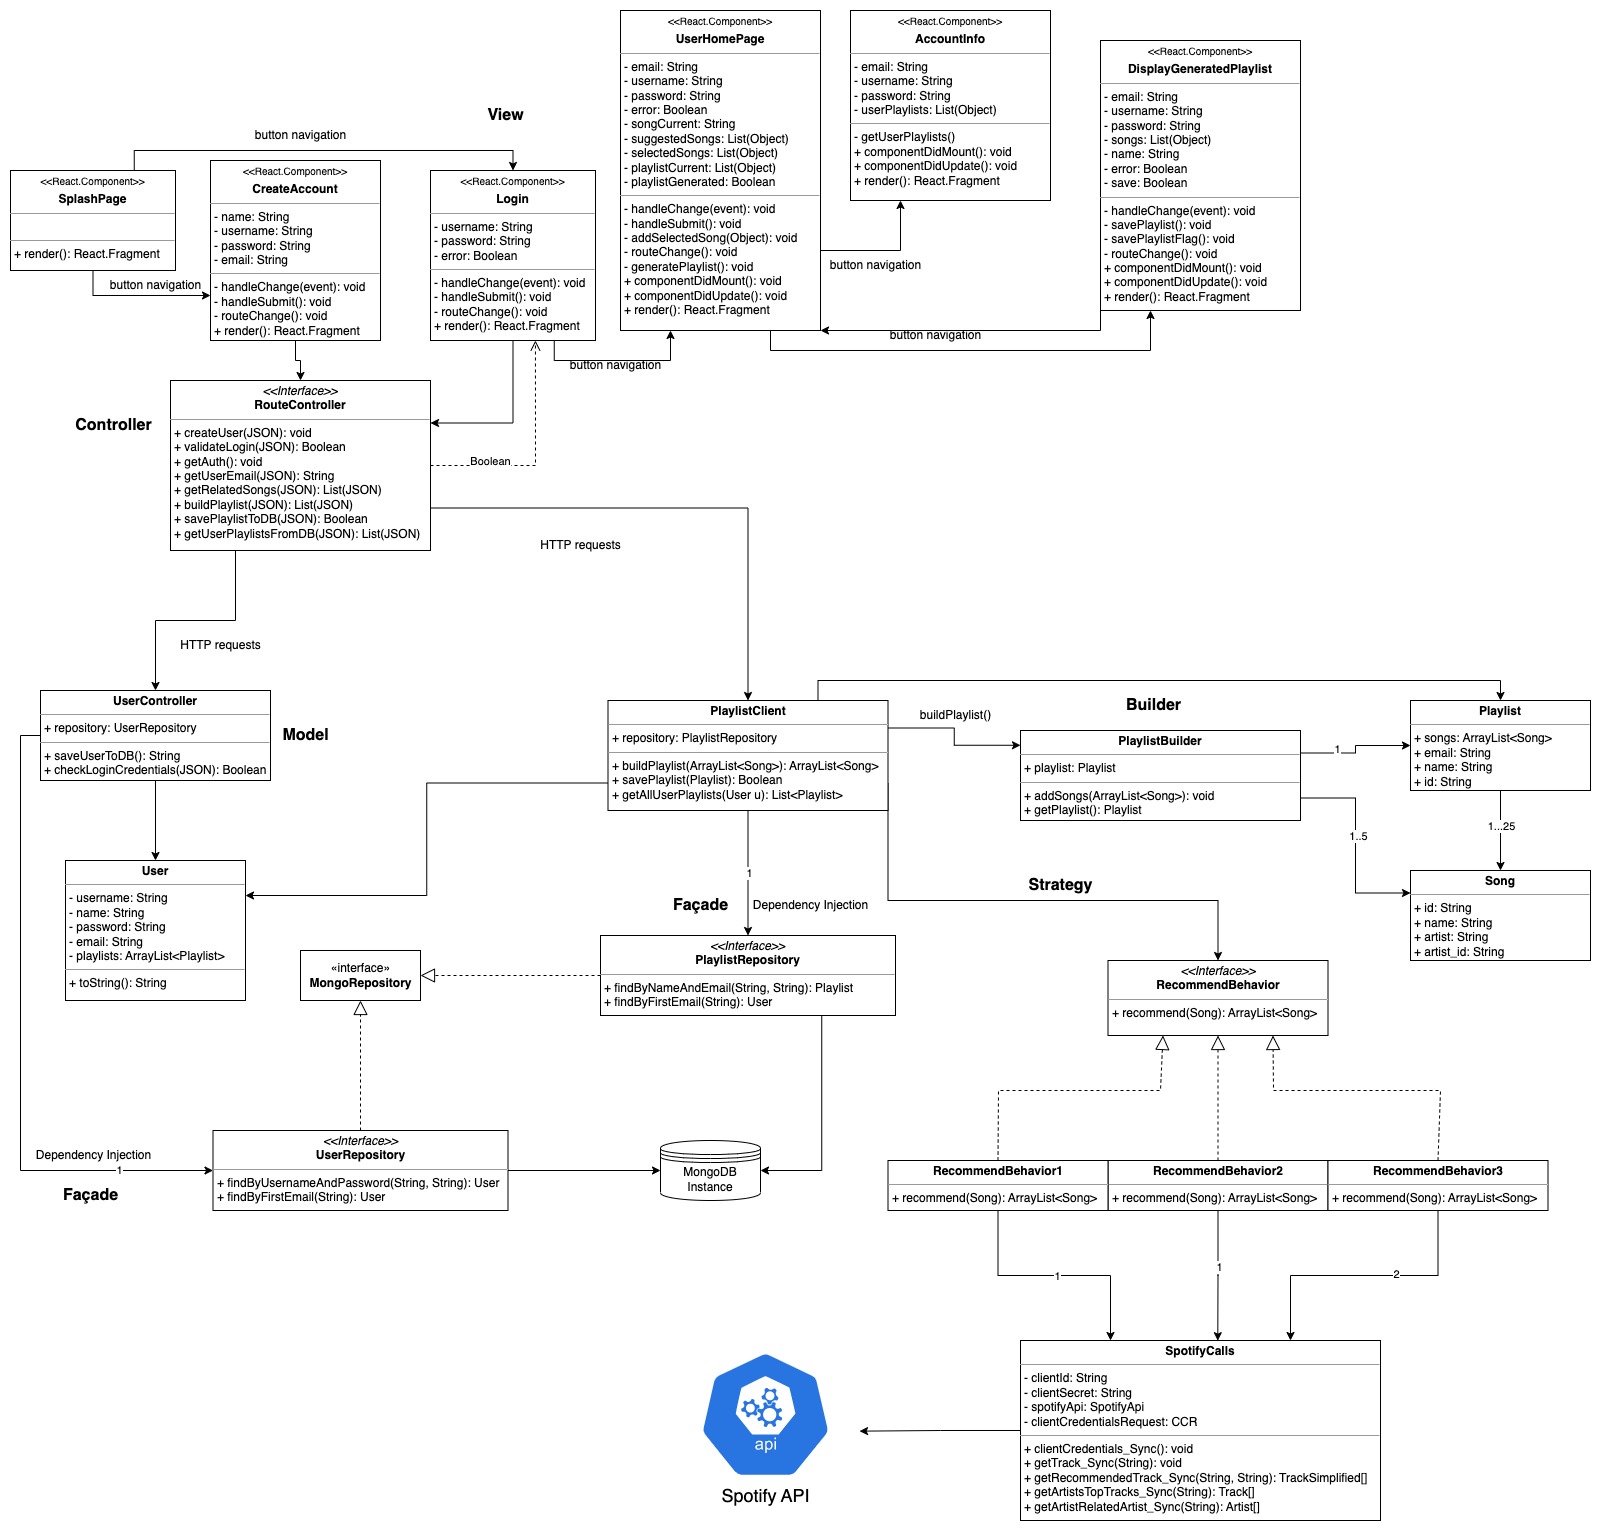 View
button navigation
<<React.Component>>
SplashPage
+ render(): React.Fragment
button navigation
<<React.Component>>
CreateAccount
- name: String
- username: String
- password: String
- email: String
- handleChange(event): void
- handleSubmit(): void
- routeChange(): void
+ render(): React.Fragment
<<React.Component>>
Login
- username: String
- password: String
- error: Boolean
- handleChange(event): void
- handleSubmit(): void
- routeChange(): void
+ render(): React.Fragment
button navigation
<<React.Component>>
UserHomePage
- email: String
- username: String
- password: String
- error: Boolean
- songCurrent: String
- suggestedSongs: List(Object)
- selectedSongs: List(Object)
- playlistCurrent: List(Object)
- playlistGenerated: Boolean
- handleChange(event): void
- handleSubmit(): void
- addSelectedSong(Object): void
- routeChange(): void
- generatePlaylist(): void
+ componentDidMount(): void
+ componentDidUpdate(): void
+ render(): React.Fragment
<<React.Component>>
AccountInfo
- email: String
- username: String
- password: String
- userPlaylists: List(Object)
- getUserPlaylists()
+ componentDidMount(): void
+ componentDidUpdate(): void
+ render(): React.Fragment
button navigation
<<React.Component>>
DisplayGeneratedPlaylist
- email: String
- username: String
- password: String
- songs: List(Object)
- name: String
- error: Boolean
- save: Boolean
- handleChange(event): void
- savePlaylist(): void
- savePlaylistFlag(): void
- routeChange(): void
+ componentDidMount(): void
+ componentDidUpdate(): void
+ render(): React.Fragment
button navigation
Controller
<<Interface>>
RouteController
+ createUser(JSON): void
+ validateLogin(JSON): Boolean
+ getAuth(): void
+ getUserEmail(JSON): String
+ getRelatedSongs(JSON): List(JSON)
+ buildPlaylist(JSON): List(JSON)
+ savePlaylistToDB(JSON): Boolean
+ getUserPlaylistsFromDB(JSON): List(JSON)
Boolean
HTTP requests
HTTP requests
UserController
+ repository: UserRepository
+ saveUserToDB(): String
+ checkLoginCredentials(JSON): Boolean
Model
PlaylistClient
+ repository: PlaylistRepository
+ buildPlaylist(ArrayList<Song>): ArrayList<Song>
+ savePlaylist(Playlist): Boolean
+ getAllUserPlaylists(User u): List<Playlist>
buildPlaylist()
Builder
PlaylistBuilder
+ playlist: Playlist
+ addSongs(ArrayList<Song>): void
+ getPlaylist(): Playlist
1
1..5
Playlist
+ songs: ArrayList<Song>
+ email: String
+ name: String
+ id: String
1...25
Song
+ id: String
+ name: String
+ artist: String
+ artist_id: String
User
- username: String
- name: String
- password: String
- email: String
- playlists: ArrayList<Playlist>
+ toString(): String
1
Façade
Dependency Injection
Strategy
«interface»
MongoRepository
<<Interface>>
PlaylistRepository
+ findByNameAndEmail(String, String): Playlist
+ findByFirstEmail(String): User
<<Interface>>
RecommendBehavior
+ recommend(Song): ArrayList<Song>
Dependency Injection
1
Façade
<<Interface>>
UserRepository
+ findByUsernameAndPassword(String, String): User
+ findByFirstEmail(String): User
MongoDB
Instance
RecommendBehavior1
+ recommend(Song): ArrayList<Song>
RecommendBehavior2
+ recommend(Song): ArrayList<Song>
RecommendBehavior3
+ recommend(Song): ArrayList<Song>
1
1
2
SpotifyCalls
- clientId: String
- clientSecret: String
- spotifyApi: SpotifyApi
- clientCredentialsRequest: CCR
+ clientCredentials_Sync(): void
+ getTrack_Sync(String): void
+ getRecommendedTrack_Sync(String, String): TrackSimplified[]
+ getArtistsTopTracks_Sync(String): Track[]
+ getArtistRelatedArtist_Sync(String): Artist[]
api
Spotify API